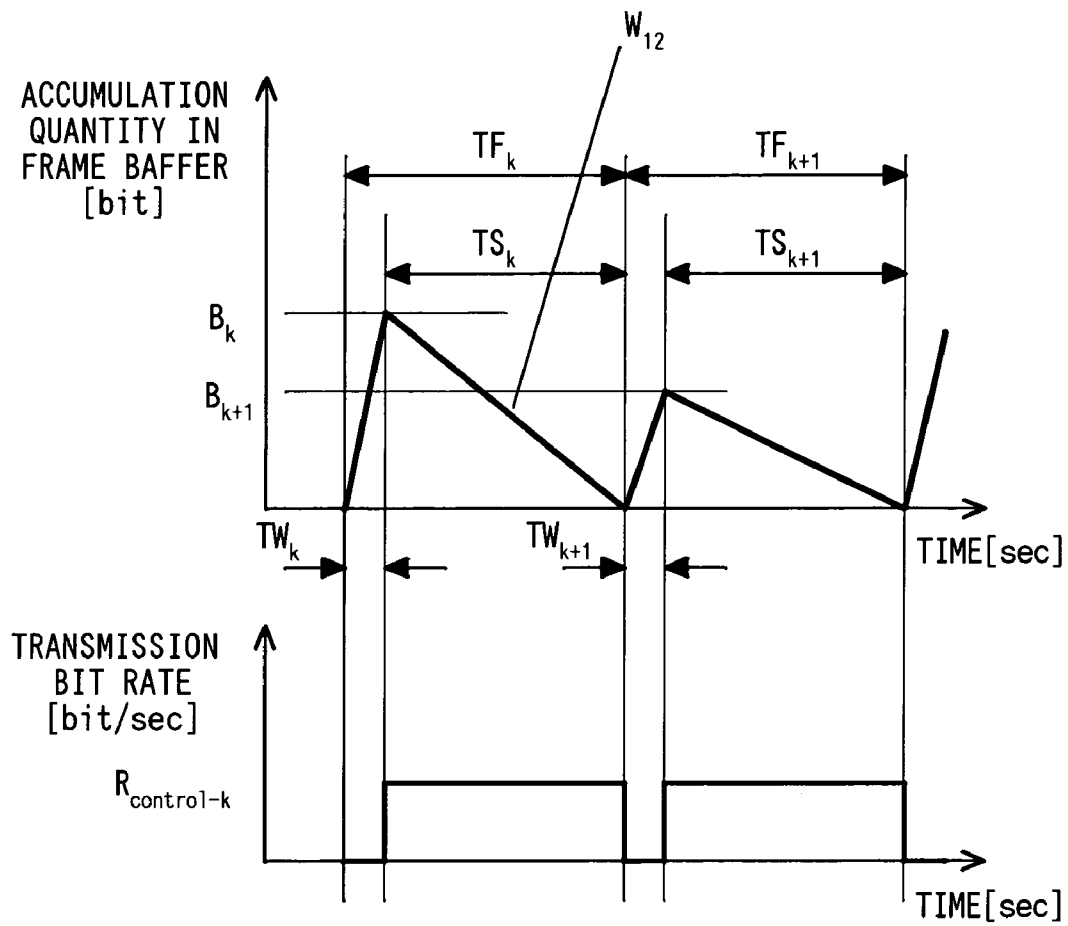 W₁₂
ACCUMULATION
QUANTITY IN
FRAME BAFFER
[bit]
TFₖ
TFₖ₊₁
TSₖ
TSₖ₊₁
Bₖ
Bₖ₊₁
TWₖ
TWₖ₊₁
TIME[sec]
TRANSMISSION
BIT RATE
[bit/sec]
R_control-k
TIME[sec]